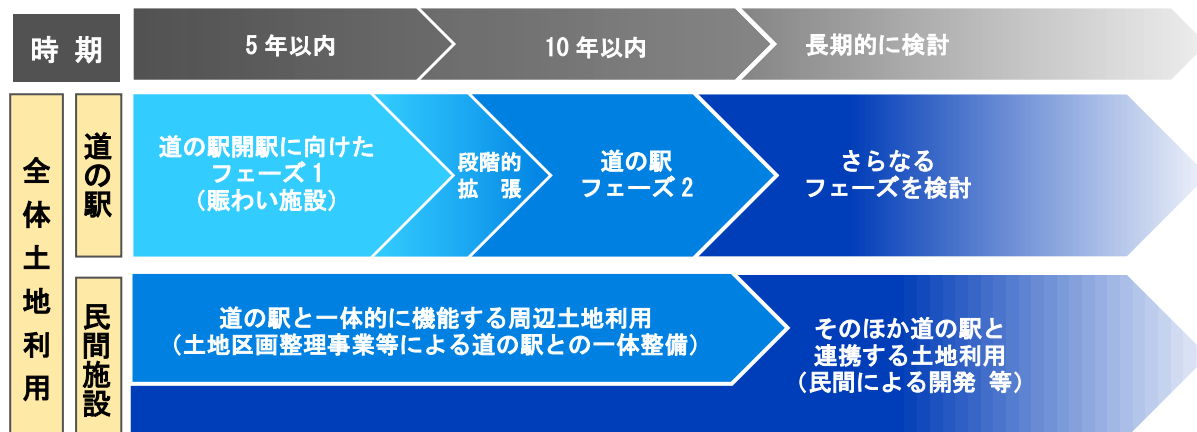 時 期
5年以内
10年以内
長期的に検討
全体土地利用
道の駅
道の駅開駅に向けた
フェーズ1
（賑わい施設）
段階的
拡 張
道の駅
フェーズ2
さらなる
フェーズを検討
民間施設
道の駅と一体的に機能する周辺土地利用
（土地区画整理事業等による道の駅との一体整備）
そのほか道の駅と
連携する土地利用
（民間による開発 等）